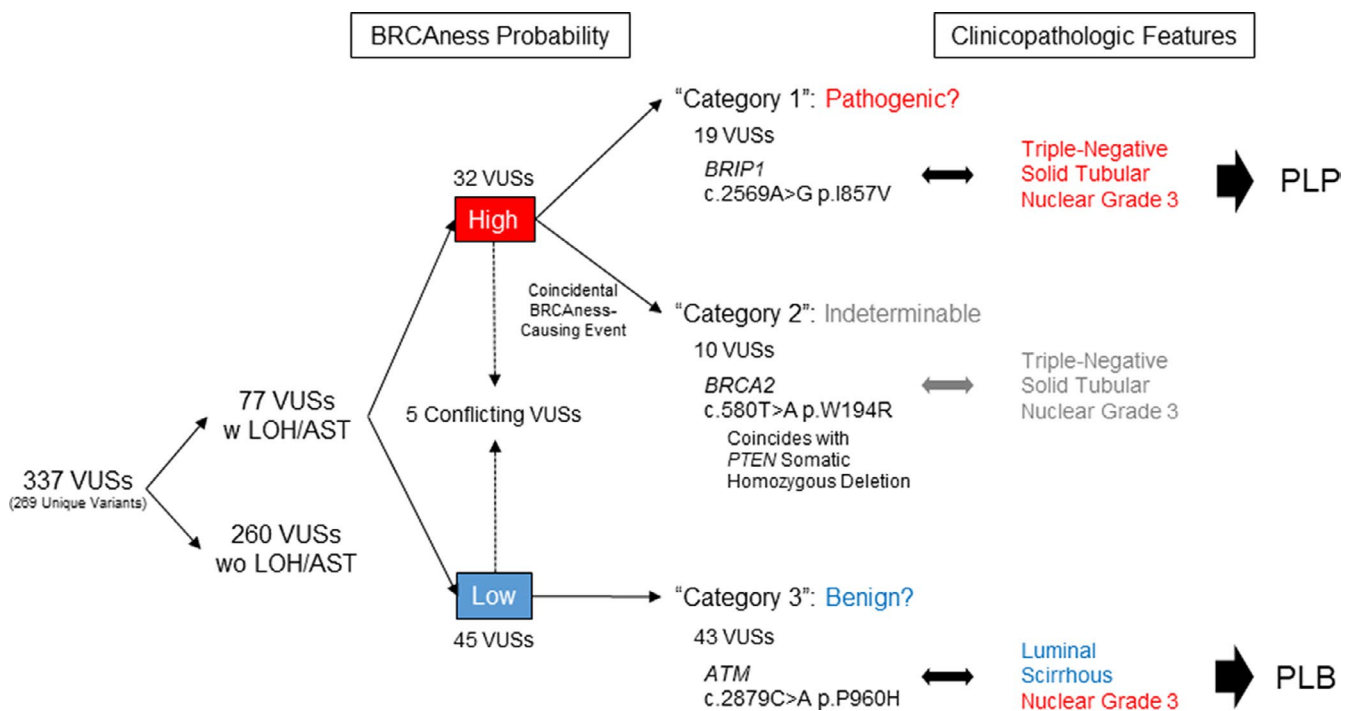 BRCAness Probability
Clinicopathologic Features
"Category 1": Pathogenic?
19 VUSs
BRIP1
c.2569A>G p.I857V
Triple-Negative
Solid Tubular
Nuclear Grade 3
PLP
32 VUSs
High
Coincidental
BRCAness-
Causing Event
"Category 2": Indeterminable
10 VUSs
BRCA2
c.580T>A p.W194R
Coincides with
PTEN Somatic
Homozygous Deletion
Triple-Negative
Solid Tubular
Nuclear Grade 3
77 VUSs
w LOH/AST
5 Conflicting VUSs
337 VUSs
(269 Unique Variants)
260 VUSs
wo LOH/AST
Low
45 VUSs
"Category 3": Benign?
43 VUSs
ATM
c.2879C>A p.P960H
Luminal
Scirrhous
Nuclear Grade 3
PLB